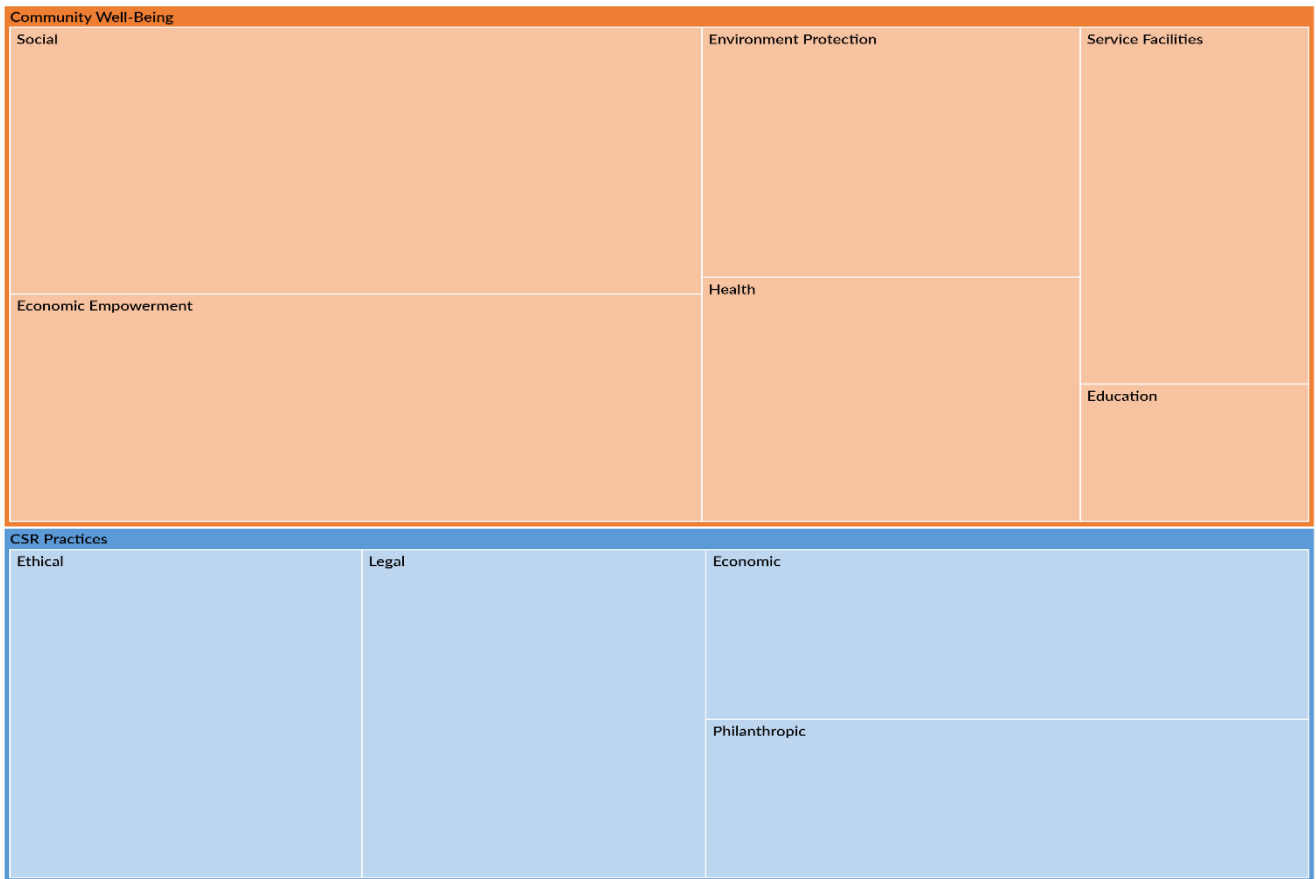 Community Well-Being
Social
Environment Protection
Service Facilities
Health
Economic Empowerment
Education
CSR Practices
Ethical
Legal
Economic
Philanthropic